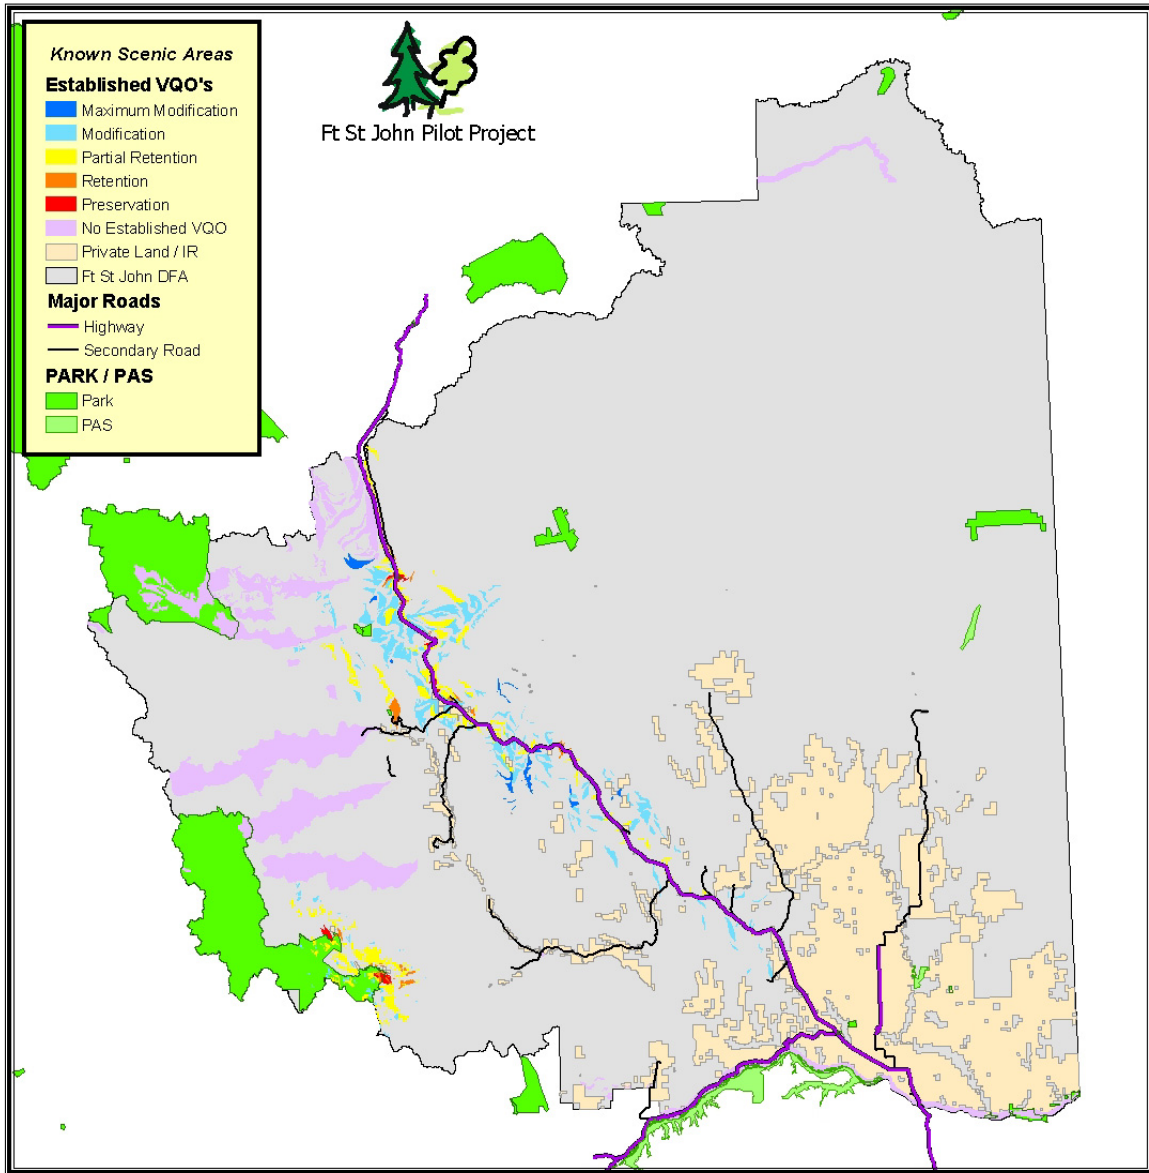 Known Scenic Areas
Established VQO's
Maximum Modification
Modification
Partial Retention
Retention
Preservation
No Established VQO
Private Land / IR
Ft St John DFA
Major Roads
Highway
Secondary Road
PARK / PAS
Park
PAS
Ft St John Pilot Project